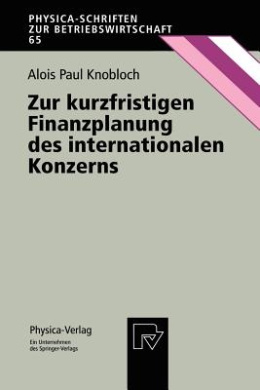 PHYSICA-SCHRIFTEN
ZUR BETRIEBSWIRTSCHAFT
65
Alois Paul Knobloch
Zur kurzfristigen
Finanzplanung
des internationalen
Konzerns
Physica-Verlag
Ein Unternehmen
des Springer-Verlags